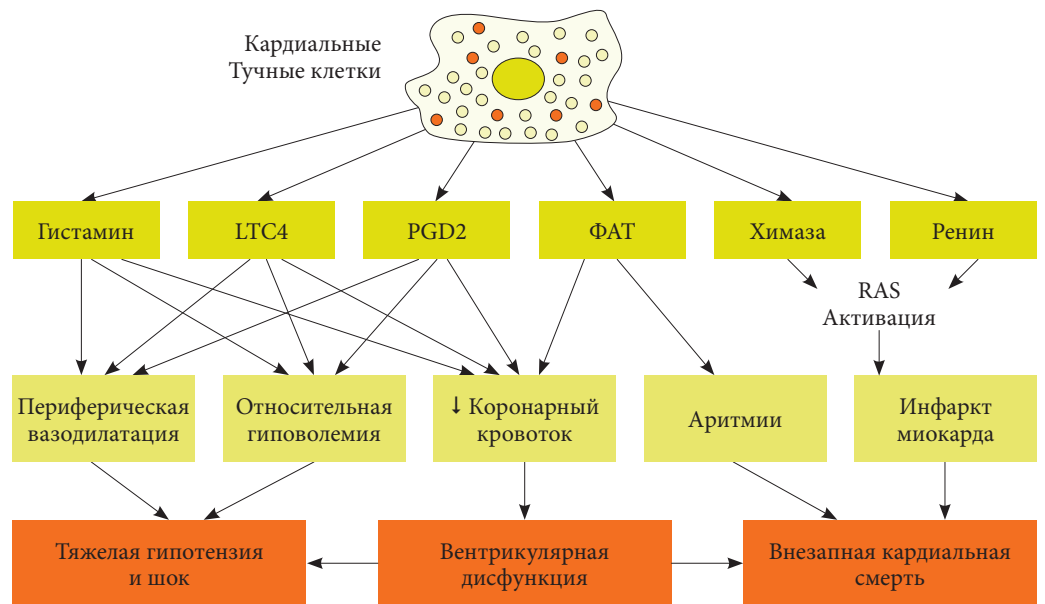 Кардиальные
Тучные клетки
Гистамин
LTC4
PGD2
ФАТ
Химаза
Ренин
RAS
Активация
Периферическая
вазодилатация
Относительная
гиповолемия
↓ Коронарный
кровоток
Аритмии
Инфаркт
миокарда
Тяжелая гипотензия
и шок
Вентрикулярная
дисфункция
Внезапная кардиальная
смерть